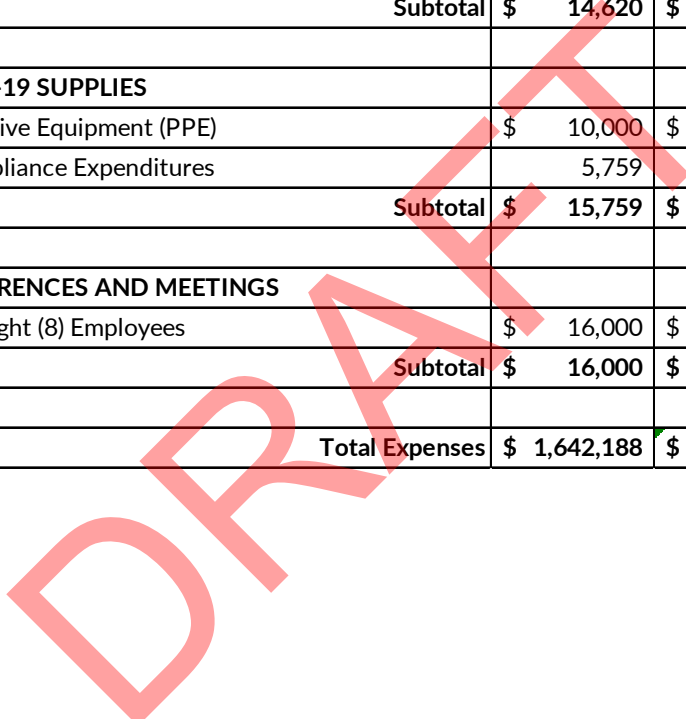 Subtotal $ 14,620 $
-19 SUPPLIES
ive Equipment (PPE) $ 10,000 $
liance Expenditures 5,759
Subtotal $ 15,759 $
RENCES AND MEETINGS
ght (8) Employees $ 16,000 $
Subtotal $ 16,000 $
Total Expenses $ 1,642,188 $
DRAFT